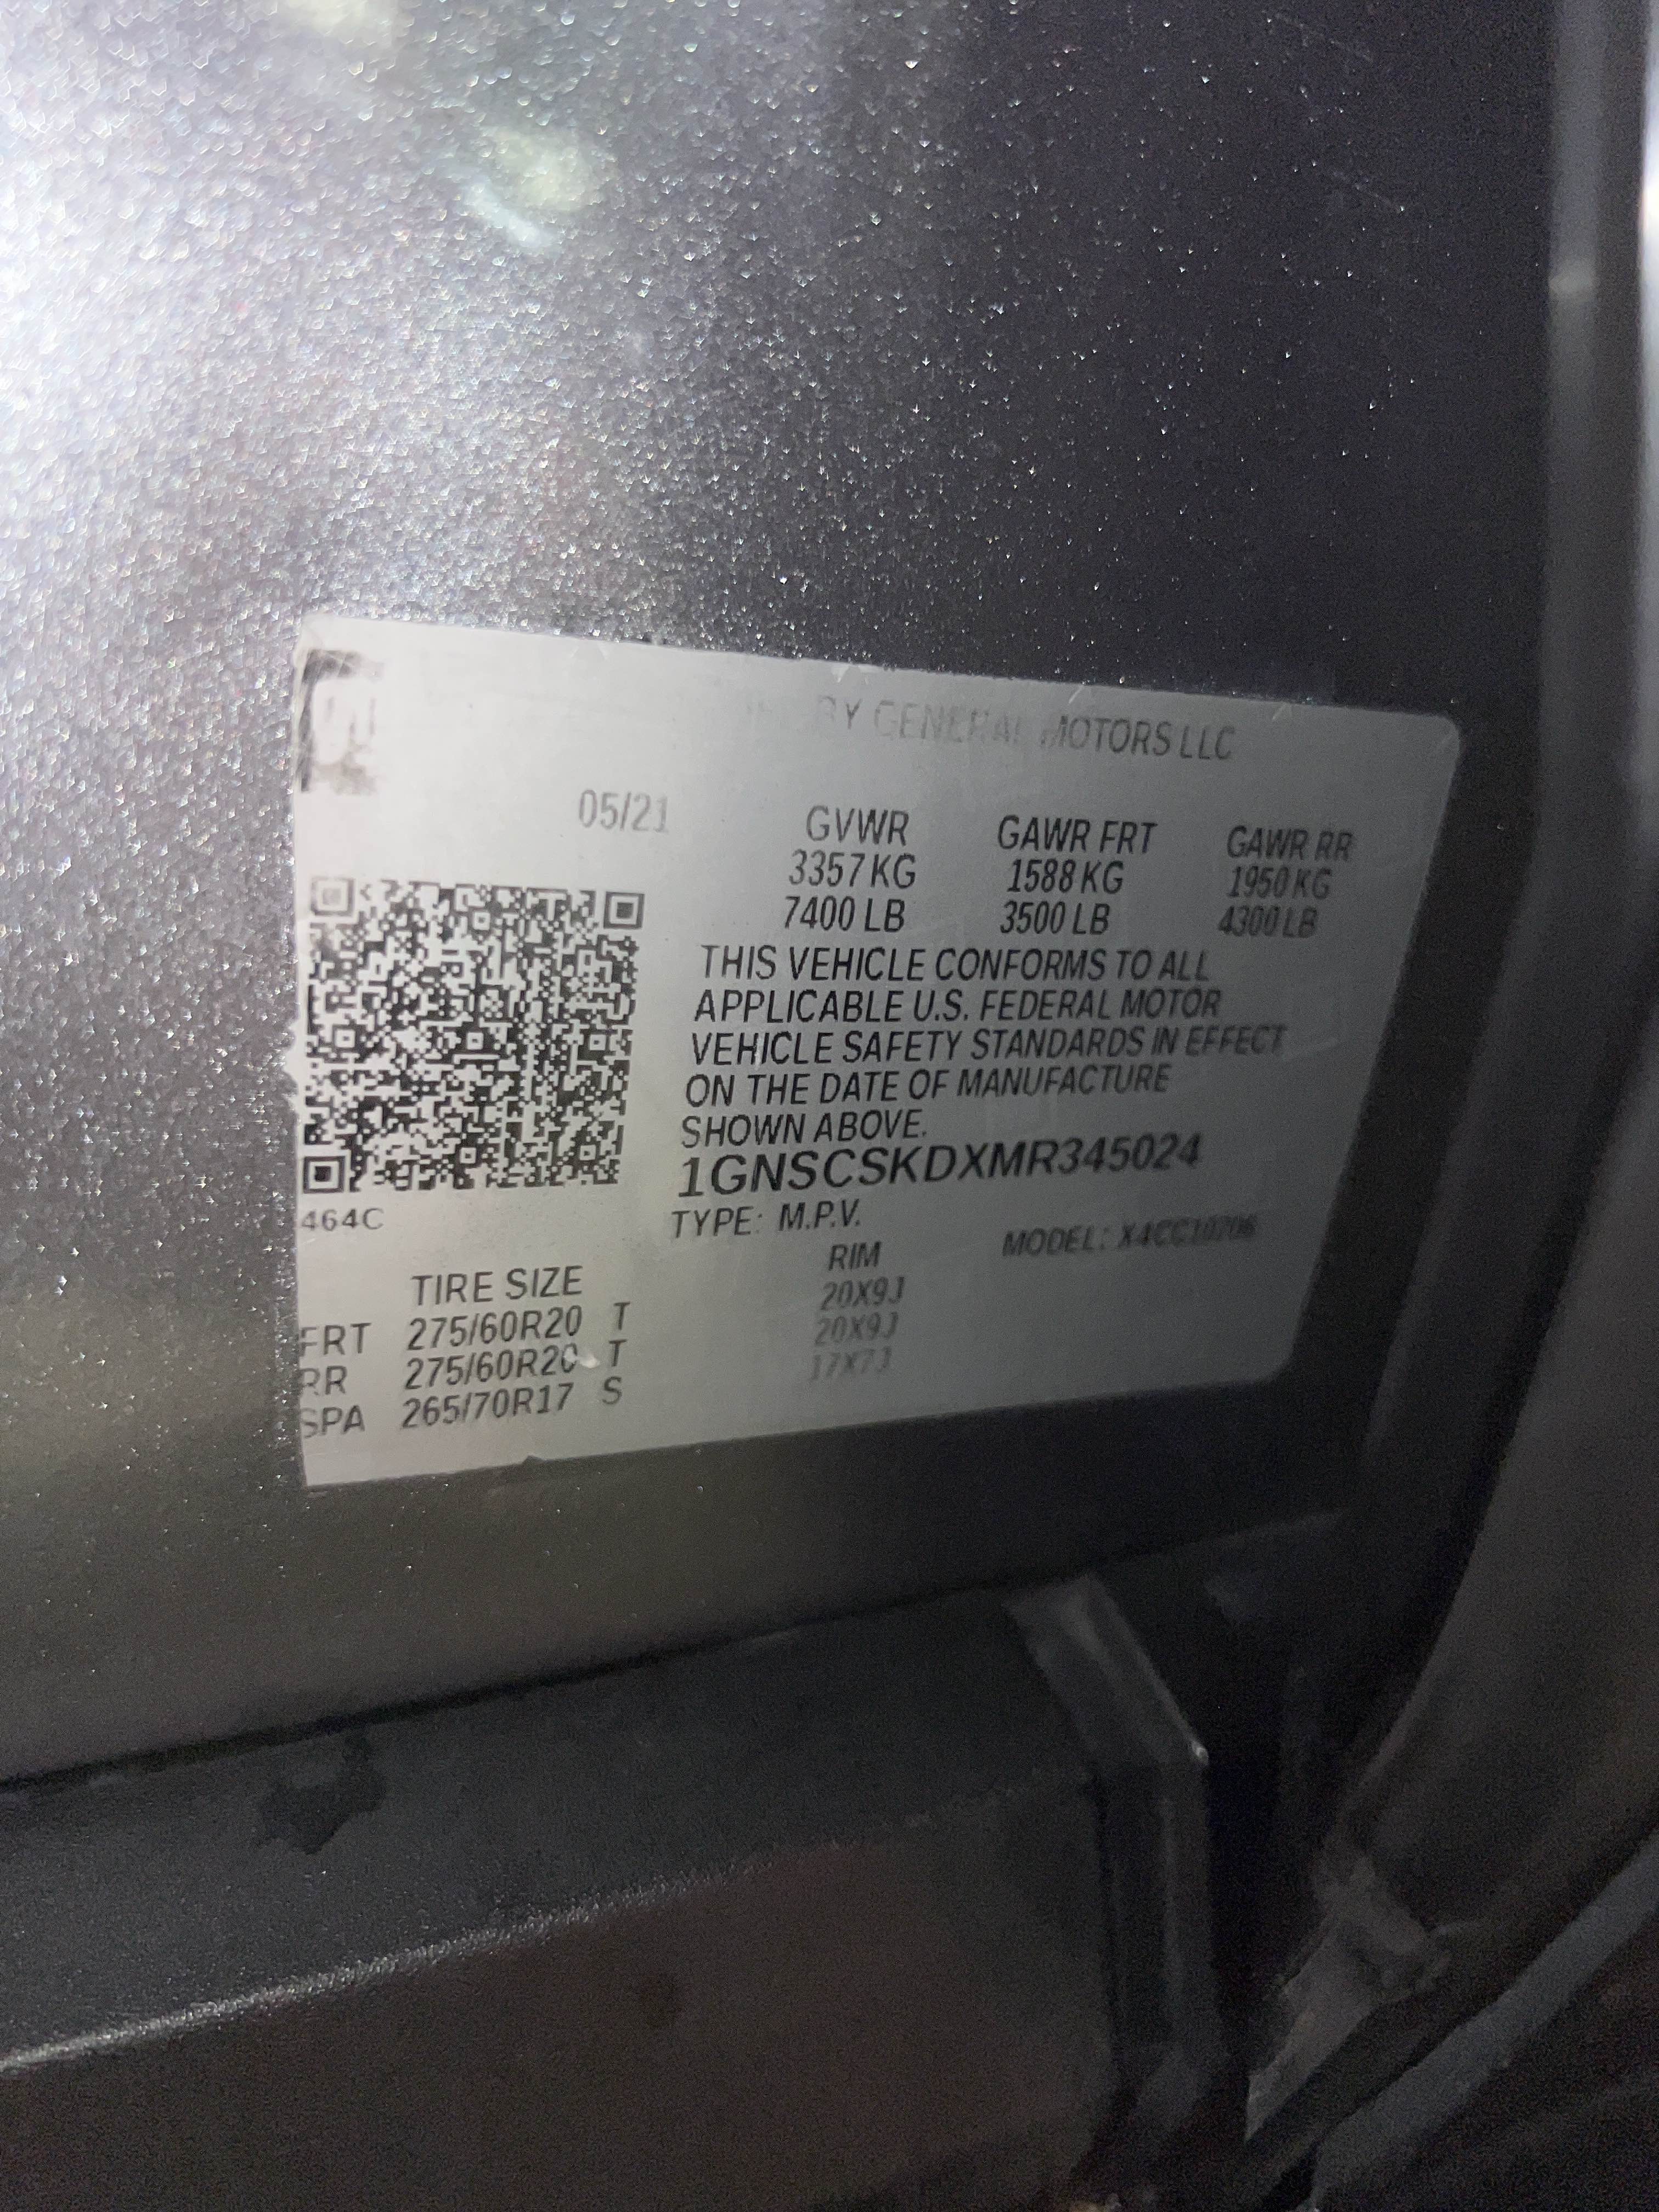 BY GENERAL MOTORS LLC
05/21
GVWR GAWR FRT GAWR RR
3357 KG 1588 KG 1950 KG
7400 LB 3500 LB 4300 LB
THIS VEHICLE CONFORMS TO ALL
APPLICABLE U.S. FEDERAL MOTOR
VEHICLE SAFETY STANDARDS IN EFFECT
ON THE DATE OF MANUFACTURE
SHOWN ABOVE.
1GNSCSKDXMR345024
464C
TYPE: M.P.V. MODEL:
TIRE SIZE RIM
FRT 275/60R20 T 20X9J
RR 275/60R20 T 20X9J
SPA 265/70R17 S 17X7J